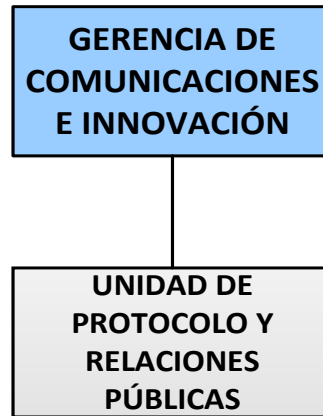 GERENCIA DE
COMUNICACIONES
E INNOVACIÓN
UNIDAD DE
PROTOCOLO Y
RELACIONES
PÚBLICAS